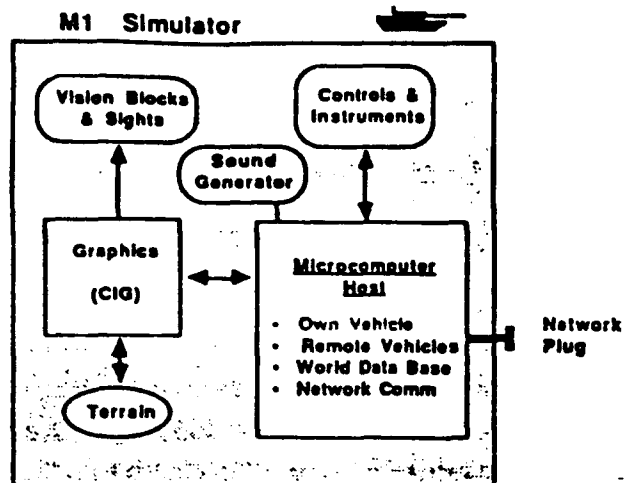 M1 Simulator
Vision Blocks
& Sights
Controls &
Instruments
Sound
Generator
Graphics
(CIG)
Microcomputer
Host
• Own Vehicle
• Remote Vehicles
• World Data Base
• Network Comm
Network
Plug
Terrain